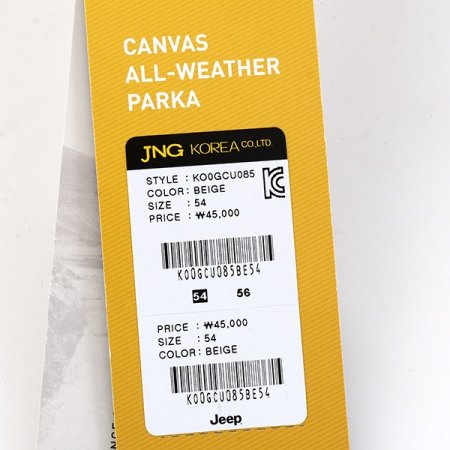 CANVAS
ALL-WEATHER
PARKA
JNG KOREA CO.,LTD.
STYLE : KO0GCU085
COLOR: BEIGE
SIZE : 54
PRICE : ₩45,000
KO0GCU085BE54
54 56
PRICE : ₩45,000
SIZE : 54
COLOR: BEIGE
KO0GCU085BE54
Jeep